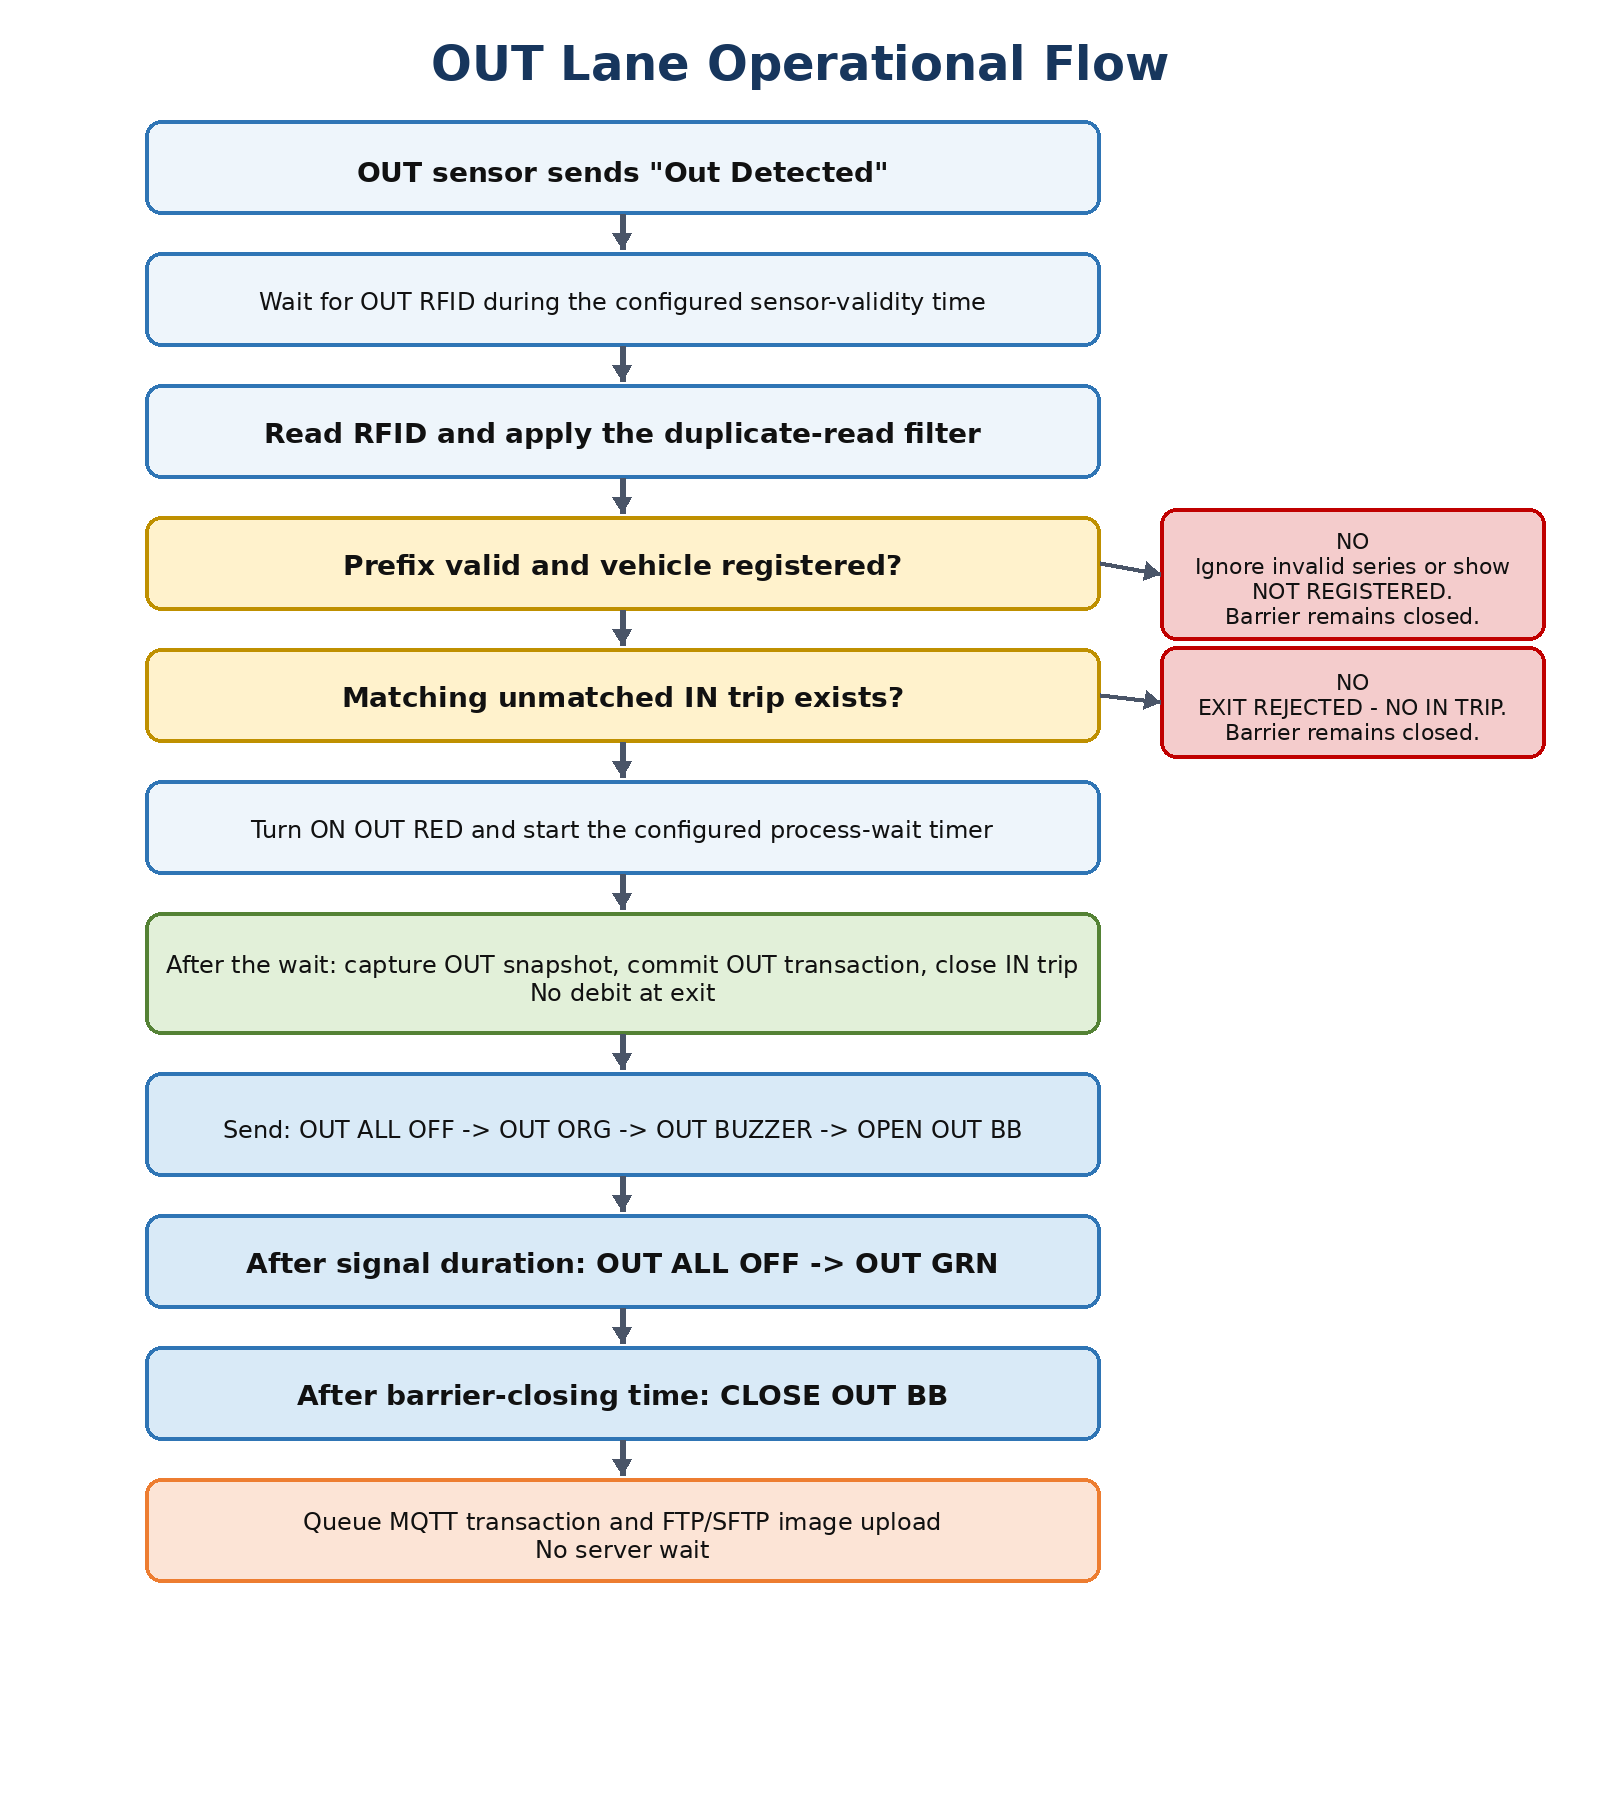 OUT Lane Operational Flow
OUT sensor sends "Out Detected"
Wait for OUT RFID during the configured sensor-validity time
Read RFID and apply the duplicate-read filter
Prefix valid and vehicle registered?
NO
Ignore invalid series or show
NOT REGISTERED.
Barrier remains closed.
Matching unmatched IN trip exists?
NO
EXIT REJECTED - NO IN TRIP.
Barrier remains closed.
Turn ON OUT RED and start the configured process-wait timer
After the wait: capture OUT snapshot, commit OUT transaction, close IN trip
No debit at exit
Send: OUT ALL OFF -> OUT ORG -> OUT BUZZER -> OPEN OUT BB
After signal duration: OUT ALL OFF -> OUT GRN
After barrier-closing time: CLOSE OUT BB
Queue MQTT transaction and FTP/SFTP image upload
No server wait